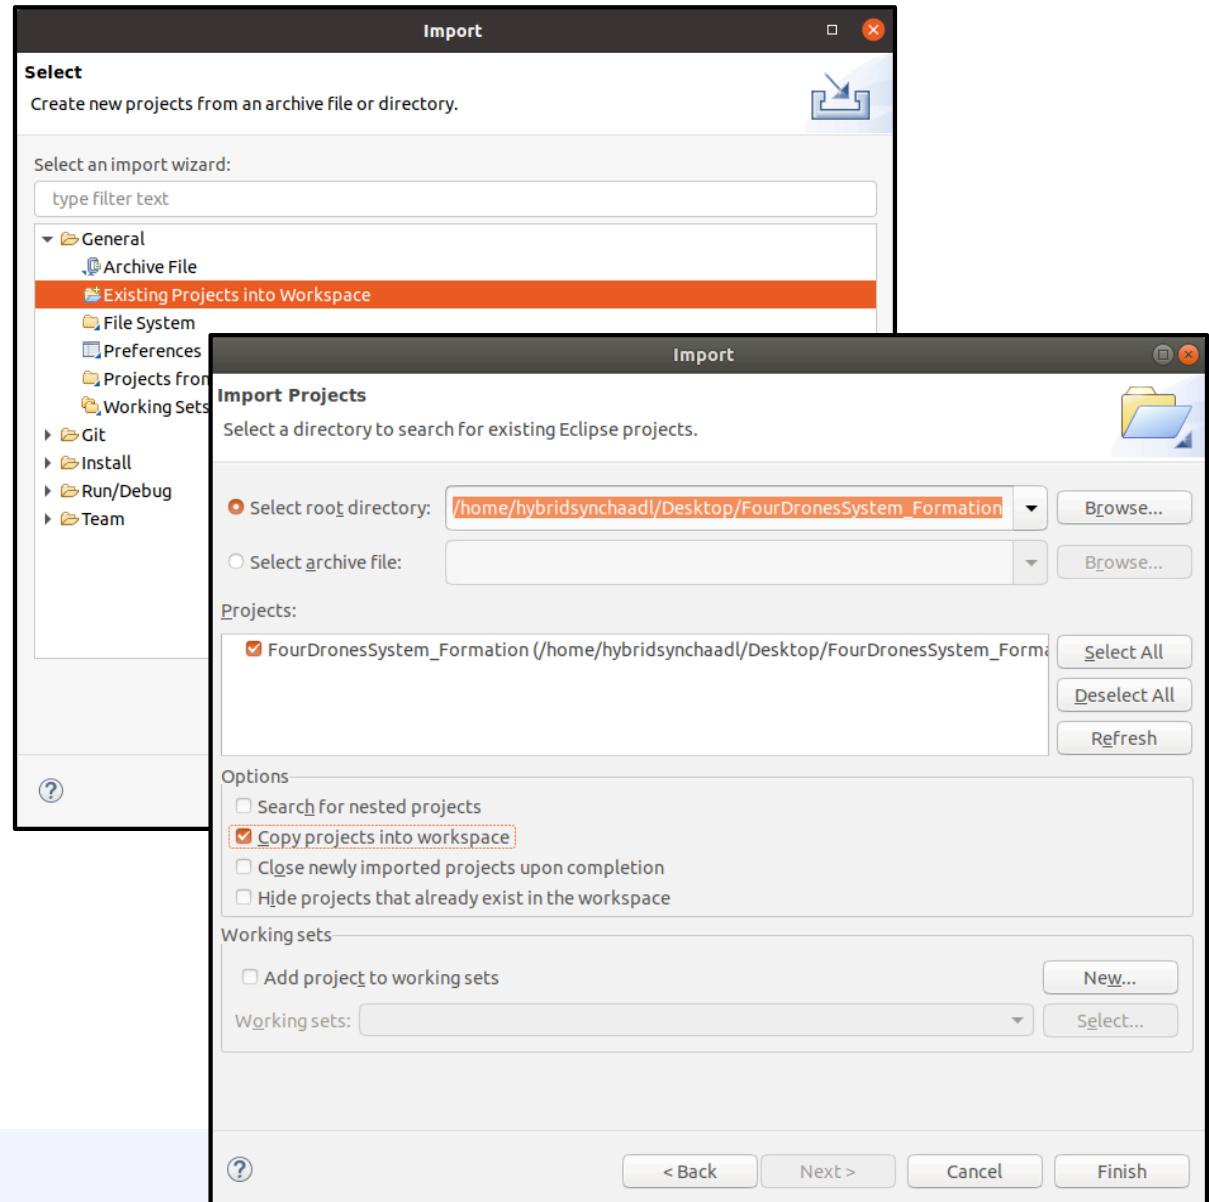 Import
Select
Create new projects from an archive file or directory.
Select an import wizard:
type filter text
General
Archive File
Existing Projects into Workspace
File System
Preferences
Projects from
Working Sets
Git
Install
Run/Debug
Team
Import
Import Projects
Select a directory to search for existing Eclipse projects.
Select root directory: /home/hybridsynchaadl/Desktop/FourDronesSystem_Formation Browse...
Select archive file: Browse...
Projects:
FourDronesSystem_Formation (/home/hybridsynchaadl/Desktop/FourDronesSystem_Forma
Select All
Deselect All
Refresh
Options
Search for nested projects
Copy projects into workspace
Close newly imported projects upon completion
Hide projects that already exist in the workspace
Working sets
Add project to working sets New...
Working sets: Select...
< Back Next > Cancel Finish